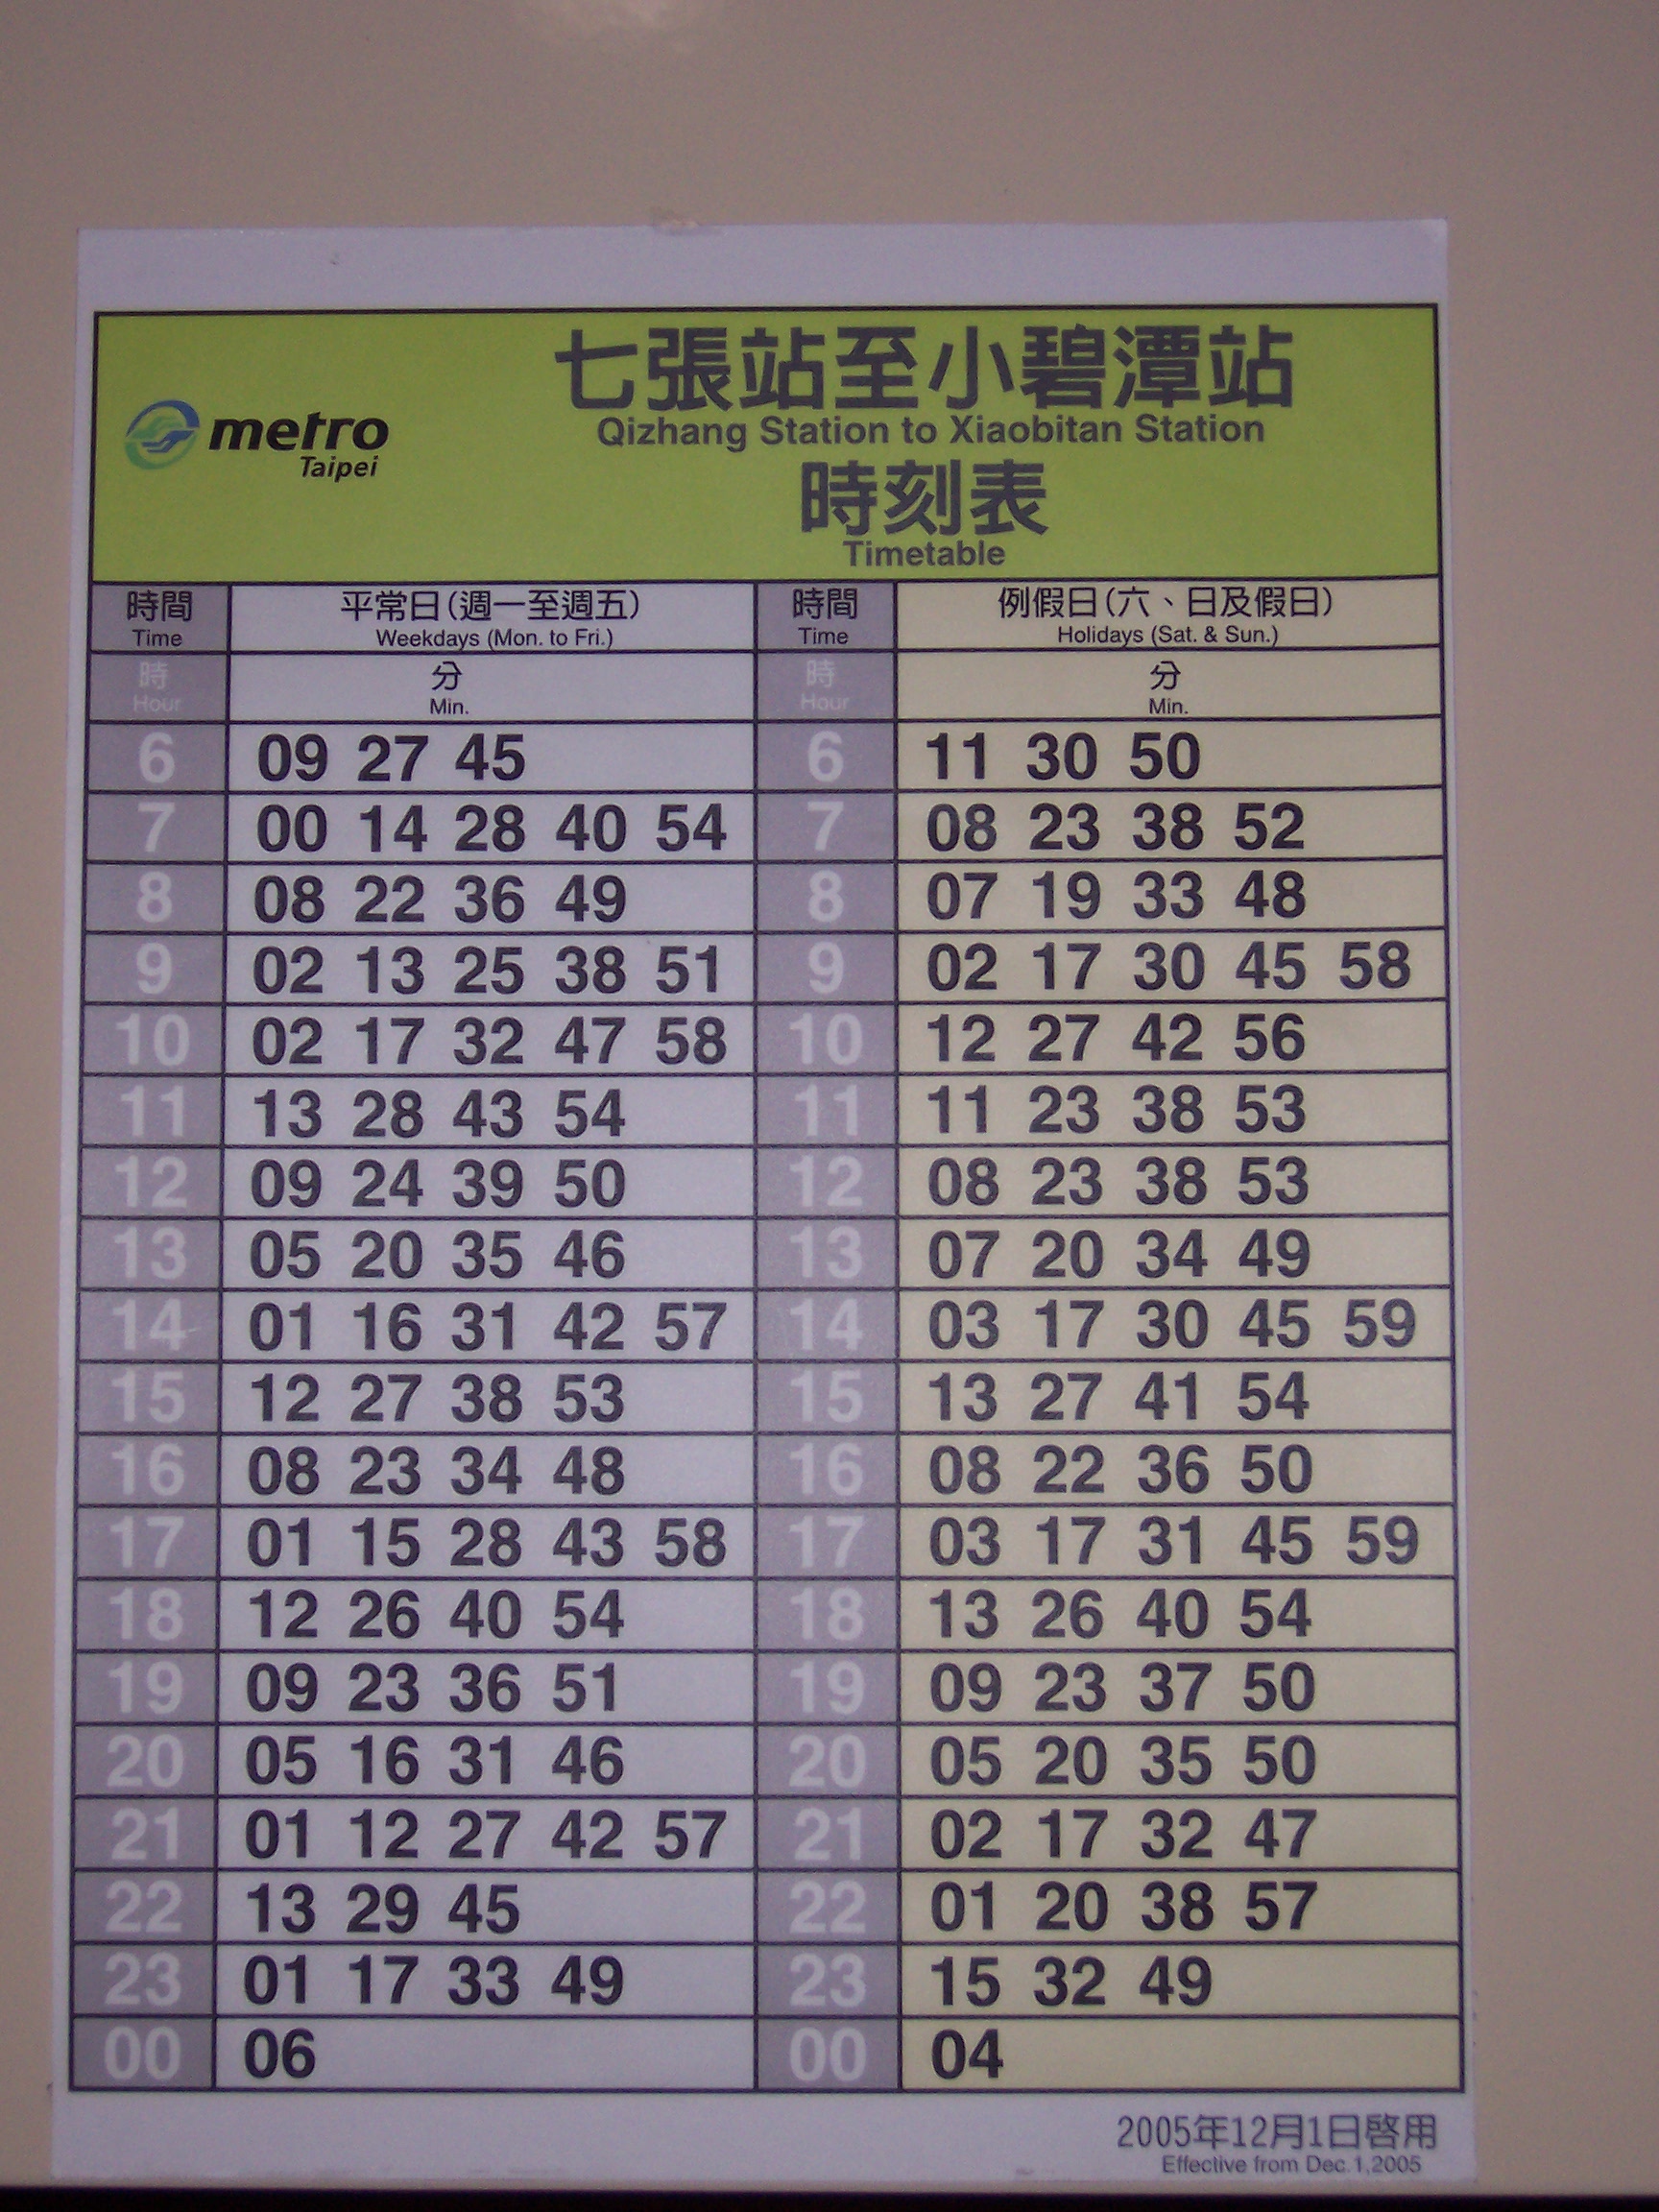 metro
Taipei
七張站至小碧潭站
Qizhang Station to Xiaobitan Station
時刻表
Timetable
時間 平常日(週一至週五) 時間 例假日(六、日及假日)
Time Weekdays (Mon. to Fri.) Time Holidays (Sat. & Sun.)
時 分 時 分
Hour Min. Hour Min.
6 09 27 45 6 11 30 50
7 00 14 28 40 54 7 08 23 38 52
8 08 22 36 49 8 07 19 33 48
9 02 13 25 38 51 9 02 17 30 45 58
10 02 17 32 47 58 10 12 27 42 56
11 13 28 43 54 11 11 23 38 53
12 09 24 39 50 12 08 23 38 53
13 05 20 35 46 13 07 20 34 49
14 01 16 31 42 57 14 03 17 30 45 59
15 12 27 38 53 15 13 27 41 54
16 08 23 34 48 16 08 22 36 50
17 01 15 28 43 58 17 03 17 31 45 59
18 12 26 40 54 18 13 26 40 54
19 09 23 36 51 19 09 23 37 50
20 05 16 31 46 20 05 20 35 50
21 01 12 27 42 57 21 02 17 32 47
22 13 29 45 22 01 20 38 57
23 01 17 33 49 23 15 32 49
00 06 00 04
2005年12月1日啓用
Effective from Dec.1,2005